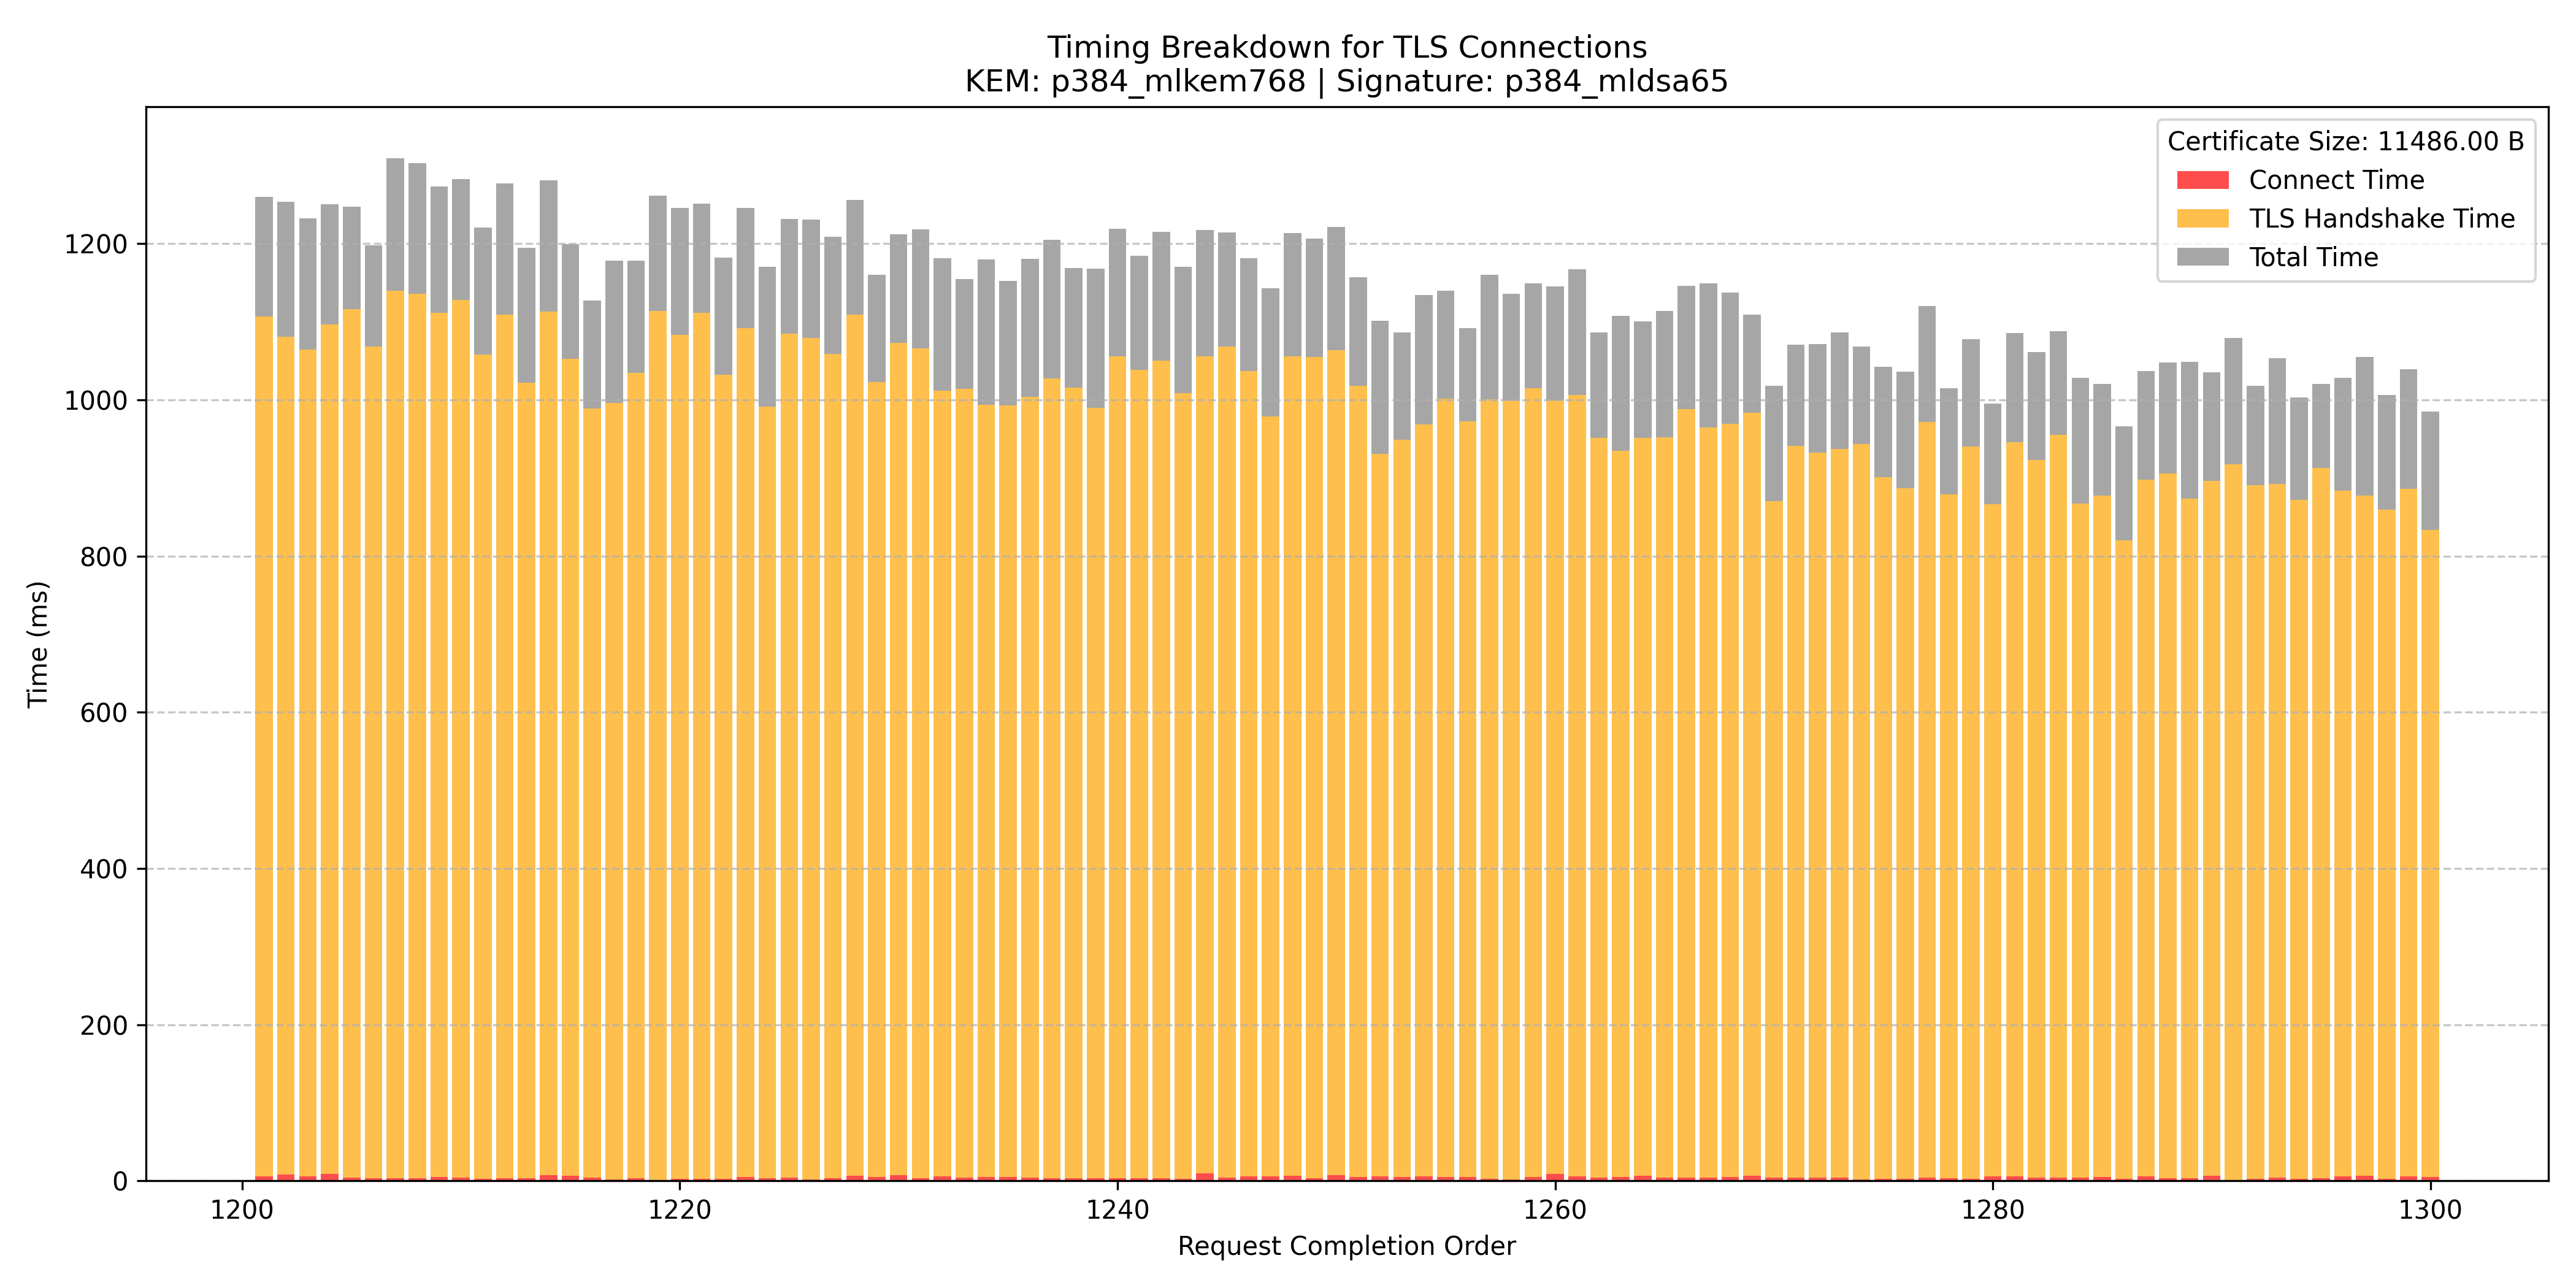 Timing Breakdown for TLS Connections
KEM: p384_mlkem768 | Signature: p384_mldsa65
Certificate Size: 11486.00 B
Connect Time
TLS Handshake Time
Total Time
Time (ms)
1200
1000
800
600
400
200
0
1200
1220
1240
1260
1280
1300
Request Completion Order